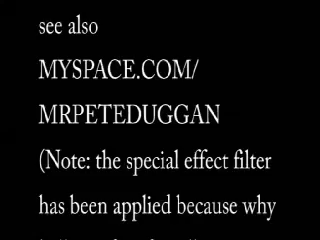 see also
MYSPACE.COM/
MRPETEDUGGAN
(Note: the special effect filter
has been applied because why